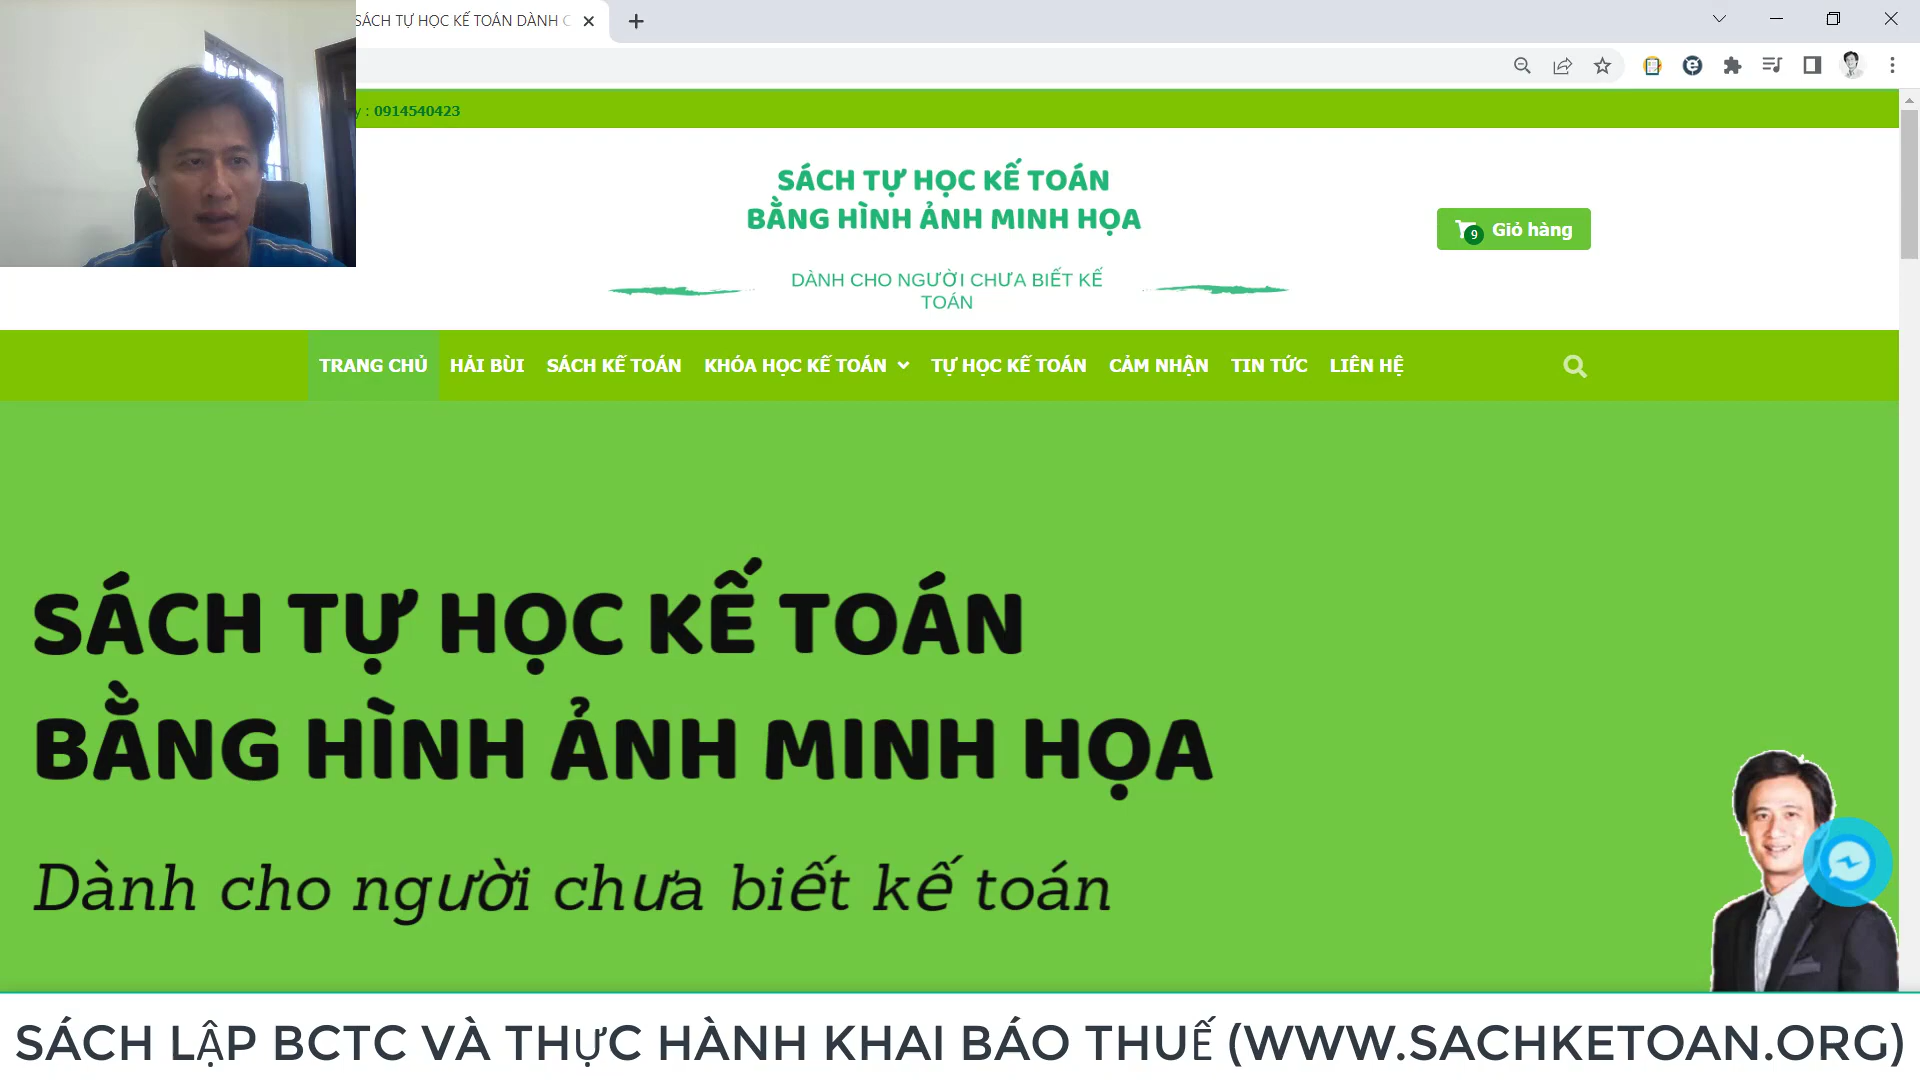 SÁCH TỰ HỌC KẾ TOÁN DÀNH
y : 0914540423
SÁCH TỰ HỌC KẾ TOÁN
BẰNG HÌNH ẢNH MINH HỌA
DÀNH CHO NGƯỜI CHƯA BIẾT KẾ
TOÁN
9 Giỏ hàng
TRANG CHỦ HẢI BÙI SÁCH KẾ TOÁN KHÓA HỌC KẾ TOÁN TỰ HỌC KẾ TOÁN CẢM NHẬN TIN TỨC LIÊN HỆ
SÁCH TỰ HỌC KẾ TOÁN
BẰNG HÌNH ẢNH MINH HỌA
Dành cho người chưa biết kế toán
SÁCH LẬP BCTC VÀ THỰC HÀNH KHAI BÁO THUẾ (WWW.SACHKETOAN.ORG)